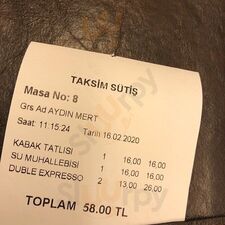 TAKSİM SÜTİŞ
Masa No: 8
Grs Ad AYDIN MERT
Saat: 11:15:24 Tarih 16.02.2020
KABAK TATLISI 1 16,00 16,00
SU MUHALLEBİSİ 1 16,00 16,00
DUBLE EXPRESSO 2 13,00 26,00
TOPLAM 58.00 TL